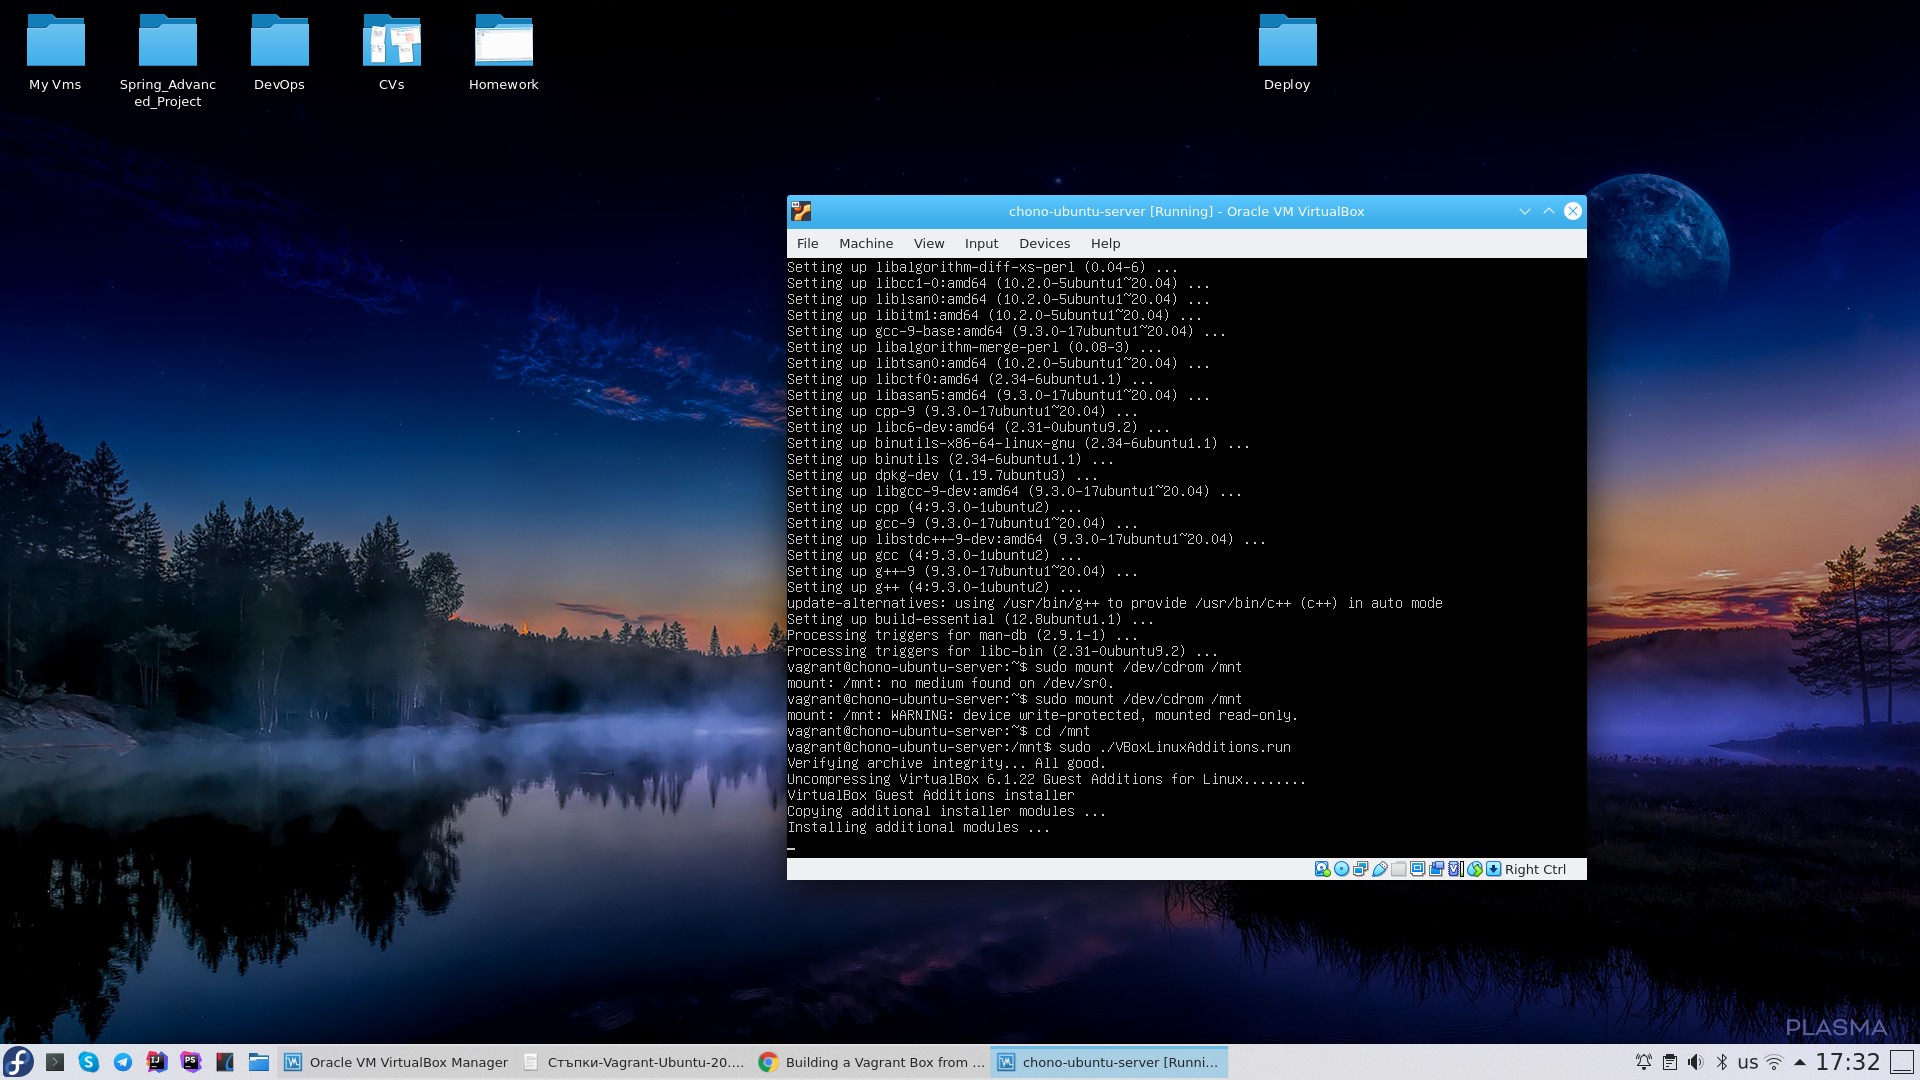 My Vms
Spring_Advanc
ed_Project
DevOps
CVs
Homework
Deploy
chono-ubuntu-server [Running] - Oracle VM VirtualBox
File Machine View Input Devices Help
Setting up libalgorithm-diff-xs-perl (0.04-6) ...
Setting up libcc1-0:amd64 (10.2.0-5ubuntu1~20.04) ...
Setting up liblsan0:amd64 (10.2.0-5ubuntu1~20.04) ...
Setting up libitm1:amd64 (10.2.0-5ubuntu1~20.04) ...
Setting up gcc-9-base:amd64 (9.3.0-17ubuntu1~20.04) ...
Setting up libalgorithm-merge-perl (0.08-3) ...
Setting up libtsan0:amd64 (10.2.0-5ubuntu1~20.04) ...
Setting up libctf0:amd64 (2.34-6ubuntu1.1) ...
Setting up libasan5:amd64 (9.3.0-17ubuntu1~20.04) ...
Setting up cpp-9 (9.3.0-17ubuntu1~20.04) ...
Setting up libc6-dev:amd64 (2.31-0ubuntu9.2) ...
Setting up binutils-x86-64-linux-gnu (2.34-6ubuntu1.1) ...
Setting up binutils (2.34-6ubuntu1.1) ...
Setting up dpkg-dev (1.19.7ubuntu3) ...
Setting up libgcc-9-dev:amd64 (9.3.0-17ubuntu1~20.04) ...
Setting up cpp (4:9.3.0-1ubuntu2) ...
Setting up gcc-9 (9.3.0-17ubuntu1~20.04) ...
Setting up libstdc++-9-dev:amd64 (9.3.0-17ubuntu1~20.04) ...
Setting up gcc (4:9.3.0-1ubuntu2) ...
Setting up g++-9 (9.3.0-17ubuntu1~20.04) ...
Setting up g++ (4:9.3.0-1ubuntu2) ...
update-alternatives: using /usr/bin/g++ to provide /usr/bin/c++ (c++) in auto mode
Setting up build-essential (12.8ubuntu1.1) ...
Processing triggers for man-db (2.9.1-1) ...
Processing triggers for libc-bin (2.31-0ubuntu9.2) ...
vagrant@chono-ubuntu-server:~$ sudo mount /dev/cdrom /mnt
mount: /mnt: no medium found on /dev/sr0.
vagrant@chono-ubuntu-server:~$ sudo mount /dev/cdrom /mnt
mount: /mnt: WARNING: device write-protected, mounted read-only.
vagrant@chono-ubuntu-server:~$ cd /mnt
vagrant@chono-ubuntu-server:/mnt$ sudo ./VBoxLinuxAdditions.run
Verifying archive integrity... All good.
Uncompressing VirtualBox 6.1.22 Guest Additions for Linux........
VirtualBox Guest Additions installer
Copying additional installer modules ...
Installing additional modules ...
Right Ctrl
PLASMA
Oracle VM VirtualBox Manager
Стъпки-Vagrant-Ubuntu-20....
Building a Vagrant Box from ...
chono-ubuntu-server [Runni...
us
17:32